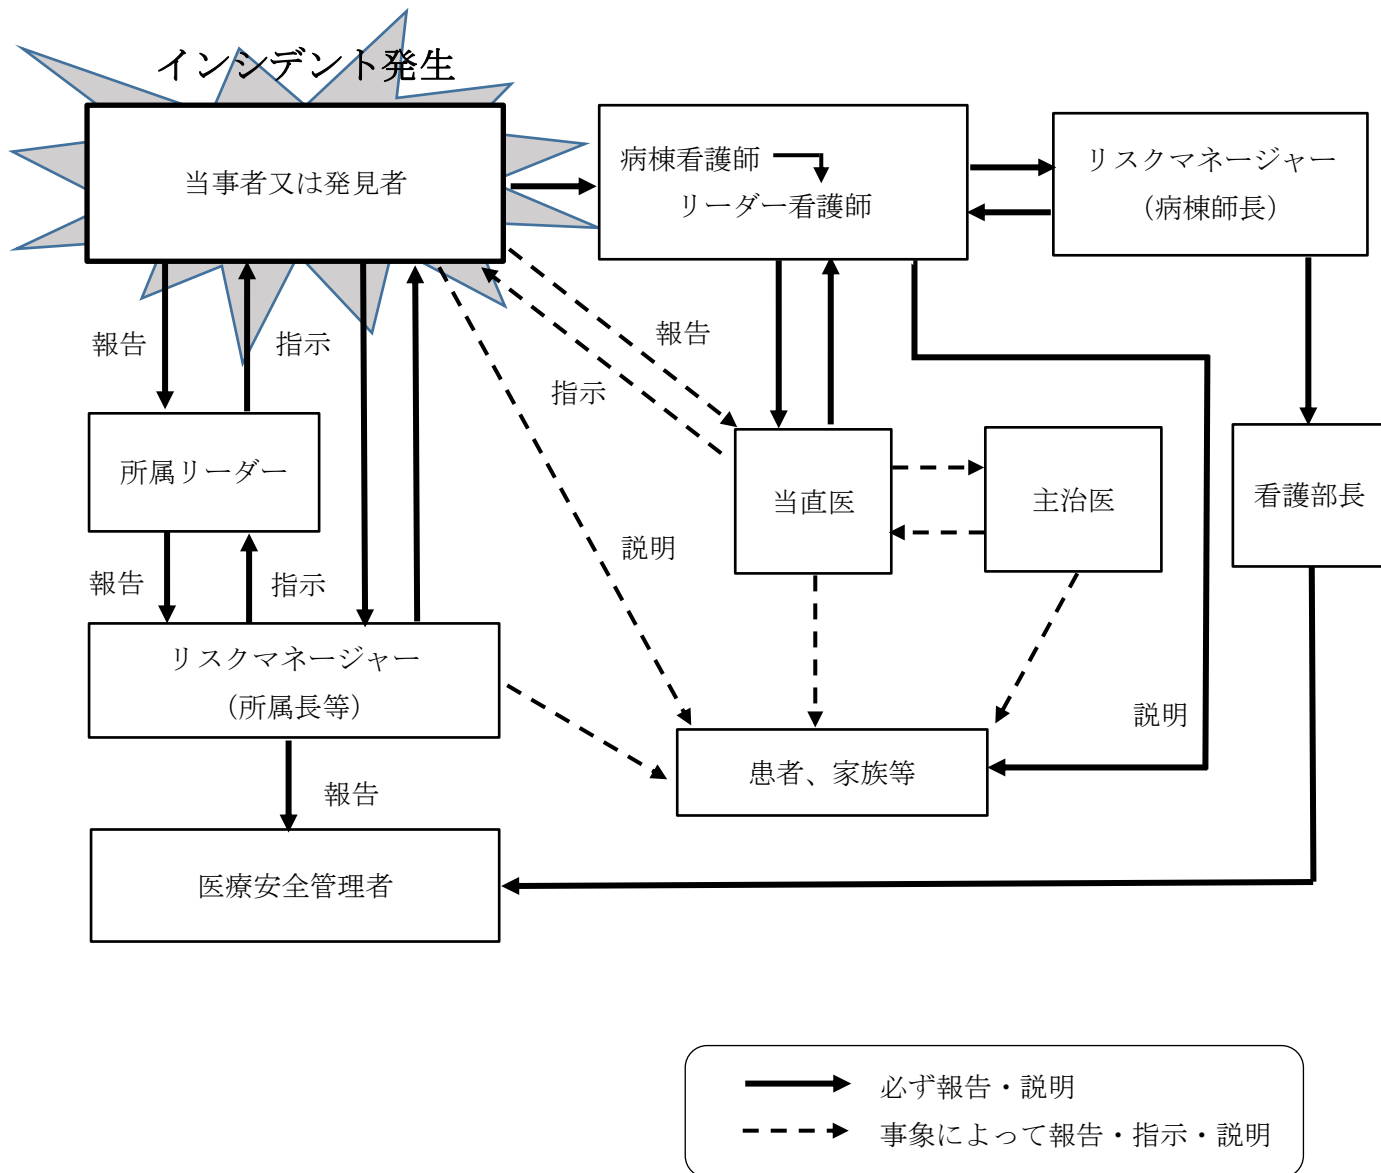 インシデント発生
当事者又は発見者
病棟看護師
リーダー看護師
リスクマネージャー
（病棟師長）
報告
指示
報告
指示
所属リーダー
当直医
主治医
看護部長
説明
報告
指示
リスクマネージャー
（所属長等）
説明
患者、家族等
報告
医療安全管理者
必ず報告・説明
事象によって報告・指示・説明